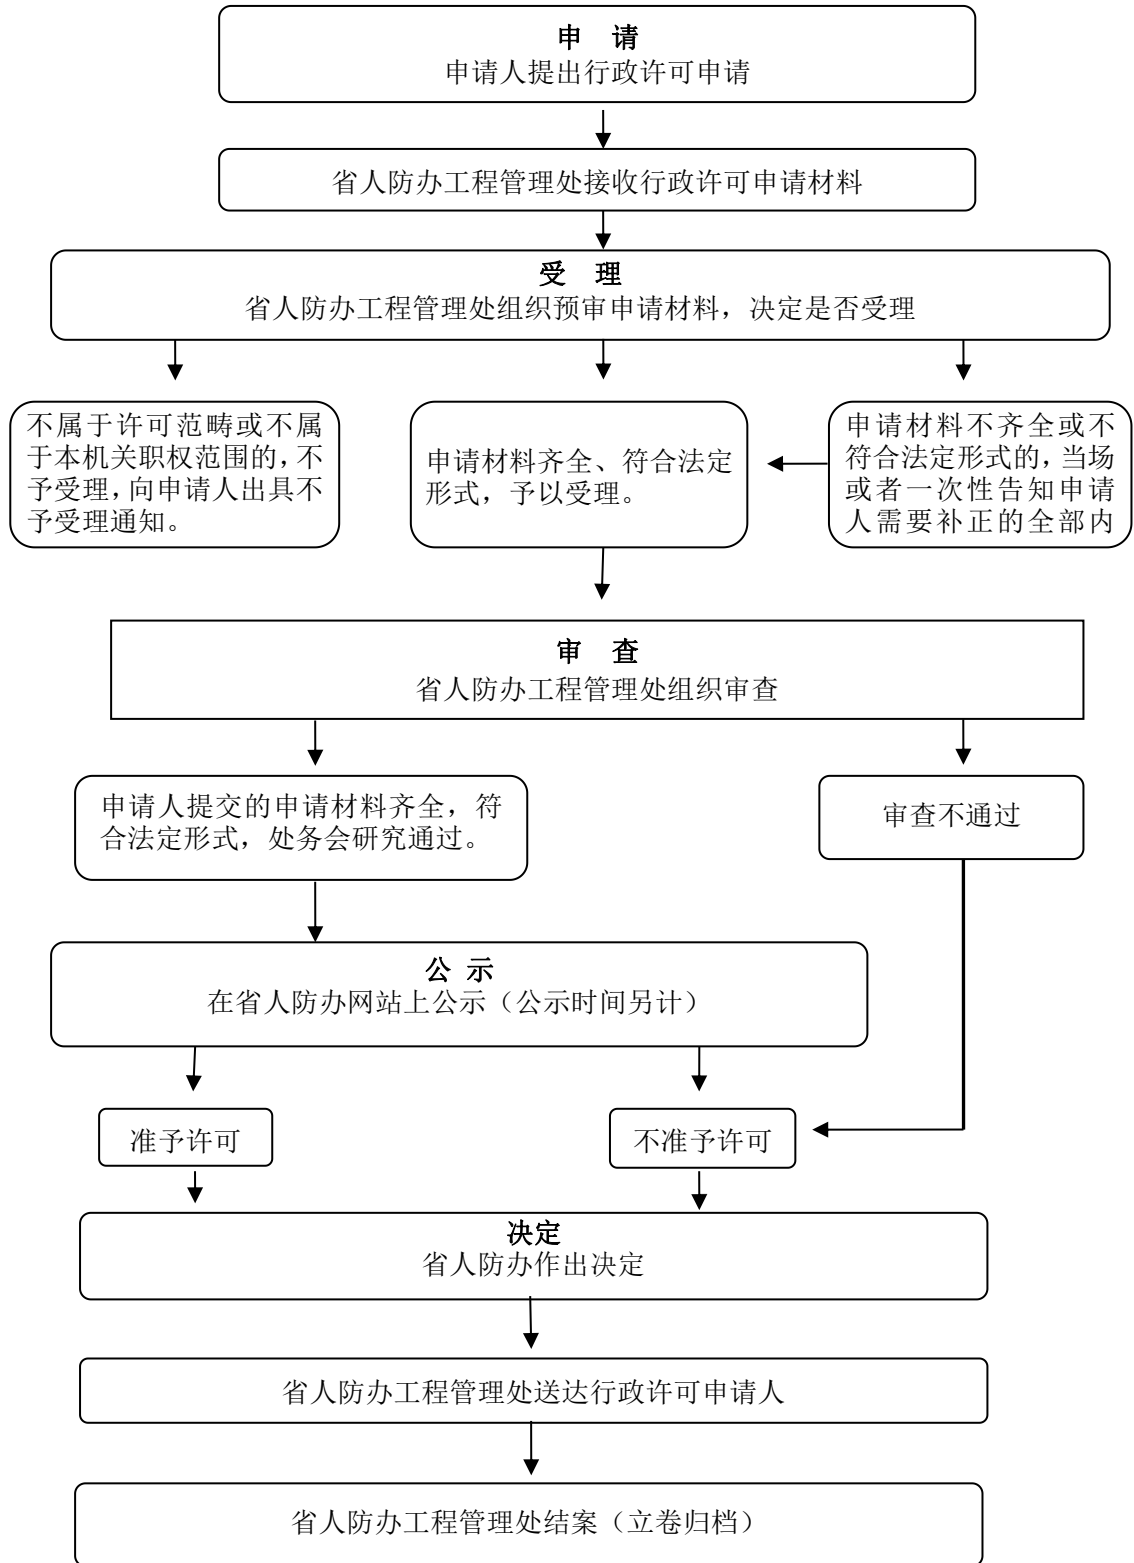 申 请
申请人提出行政许可申请
省人防办工程管理处接收行政许可申请材料
受 理
省人防办工程管理处组织预审申请材料，决定是否受理
不属于许可范畴或不属
于本机关职权范围的，不
予受理，向申请人出具不
予受理通知。
申请材料齐全、符合法定
形式，予以受理。
申请材料不齐全或不
符合法定形式的，当场
或者一次性告知申请
人需要补正的全部内
审 查
省人防办工程管理处组织审查
申请人提交的申请材料齐全，符
合法定形式，处务会研究通过。
审查不通过
公 示
在省人防办网站上公示（公示时间另计）
准予许可
不准予许可
决定
省人防办作出决定
省人防办工程管理处送达行政许可申请人
省人防办工程管理处结案（立卷归档）